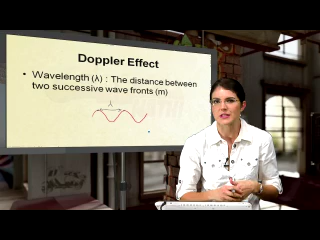 Doppler Effect
• Wavelength (λ) : The distance between
two successive wave fronts (m)
λ